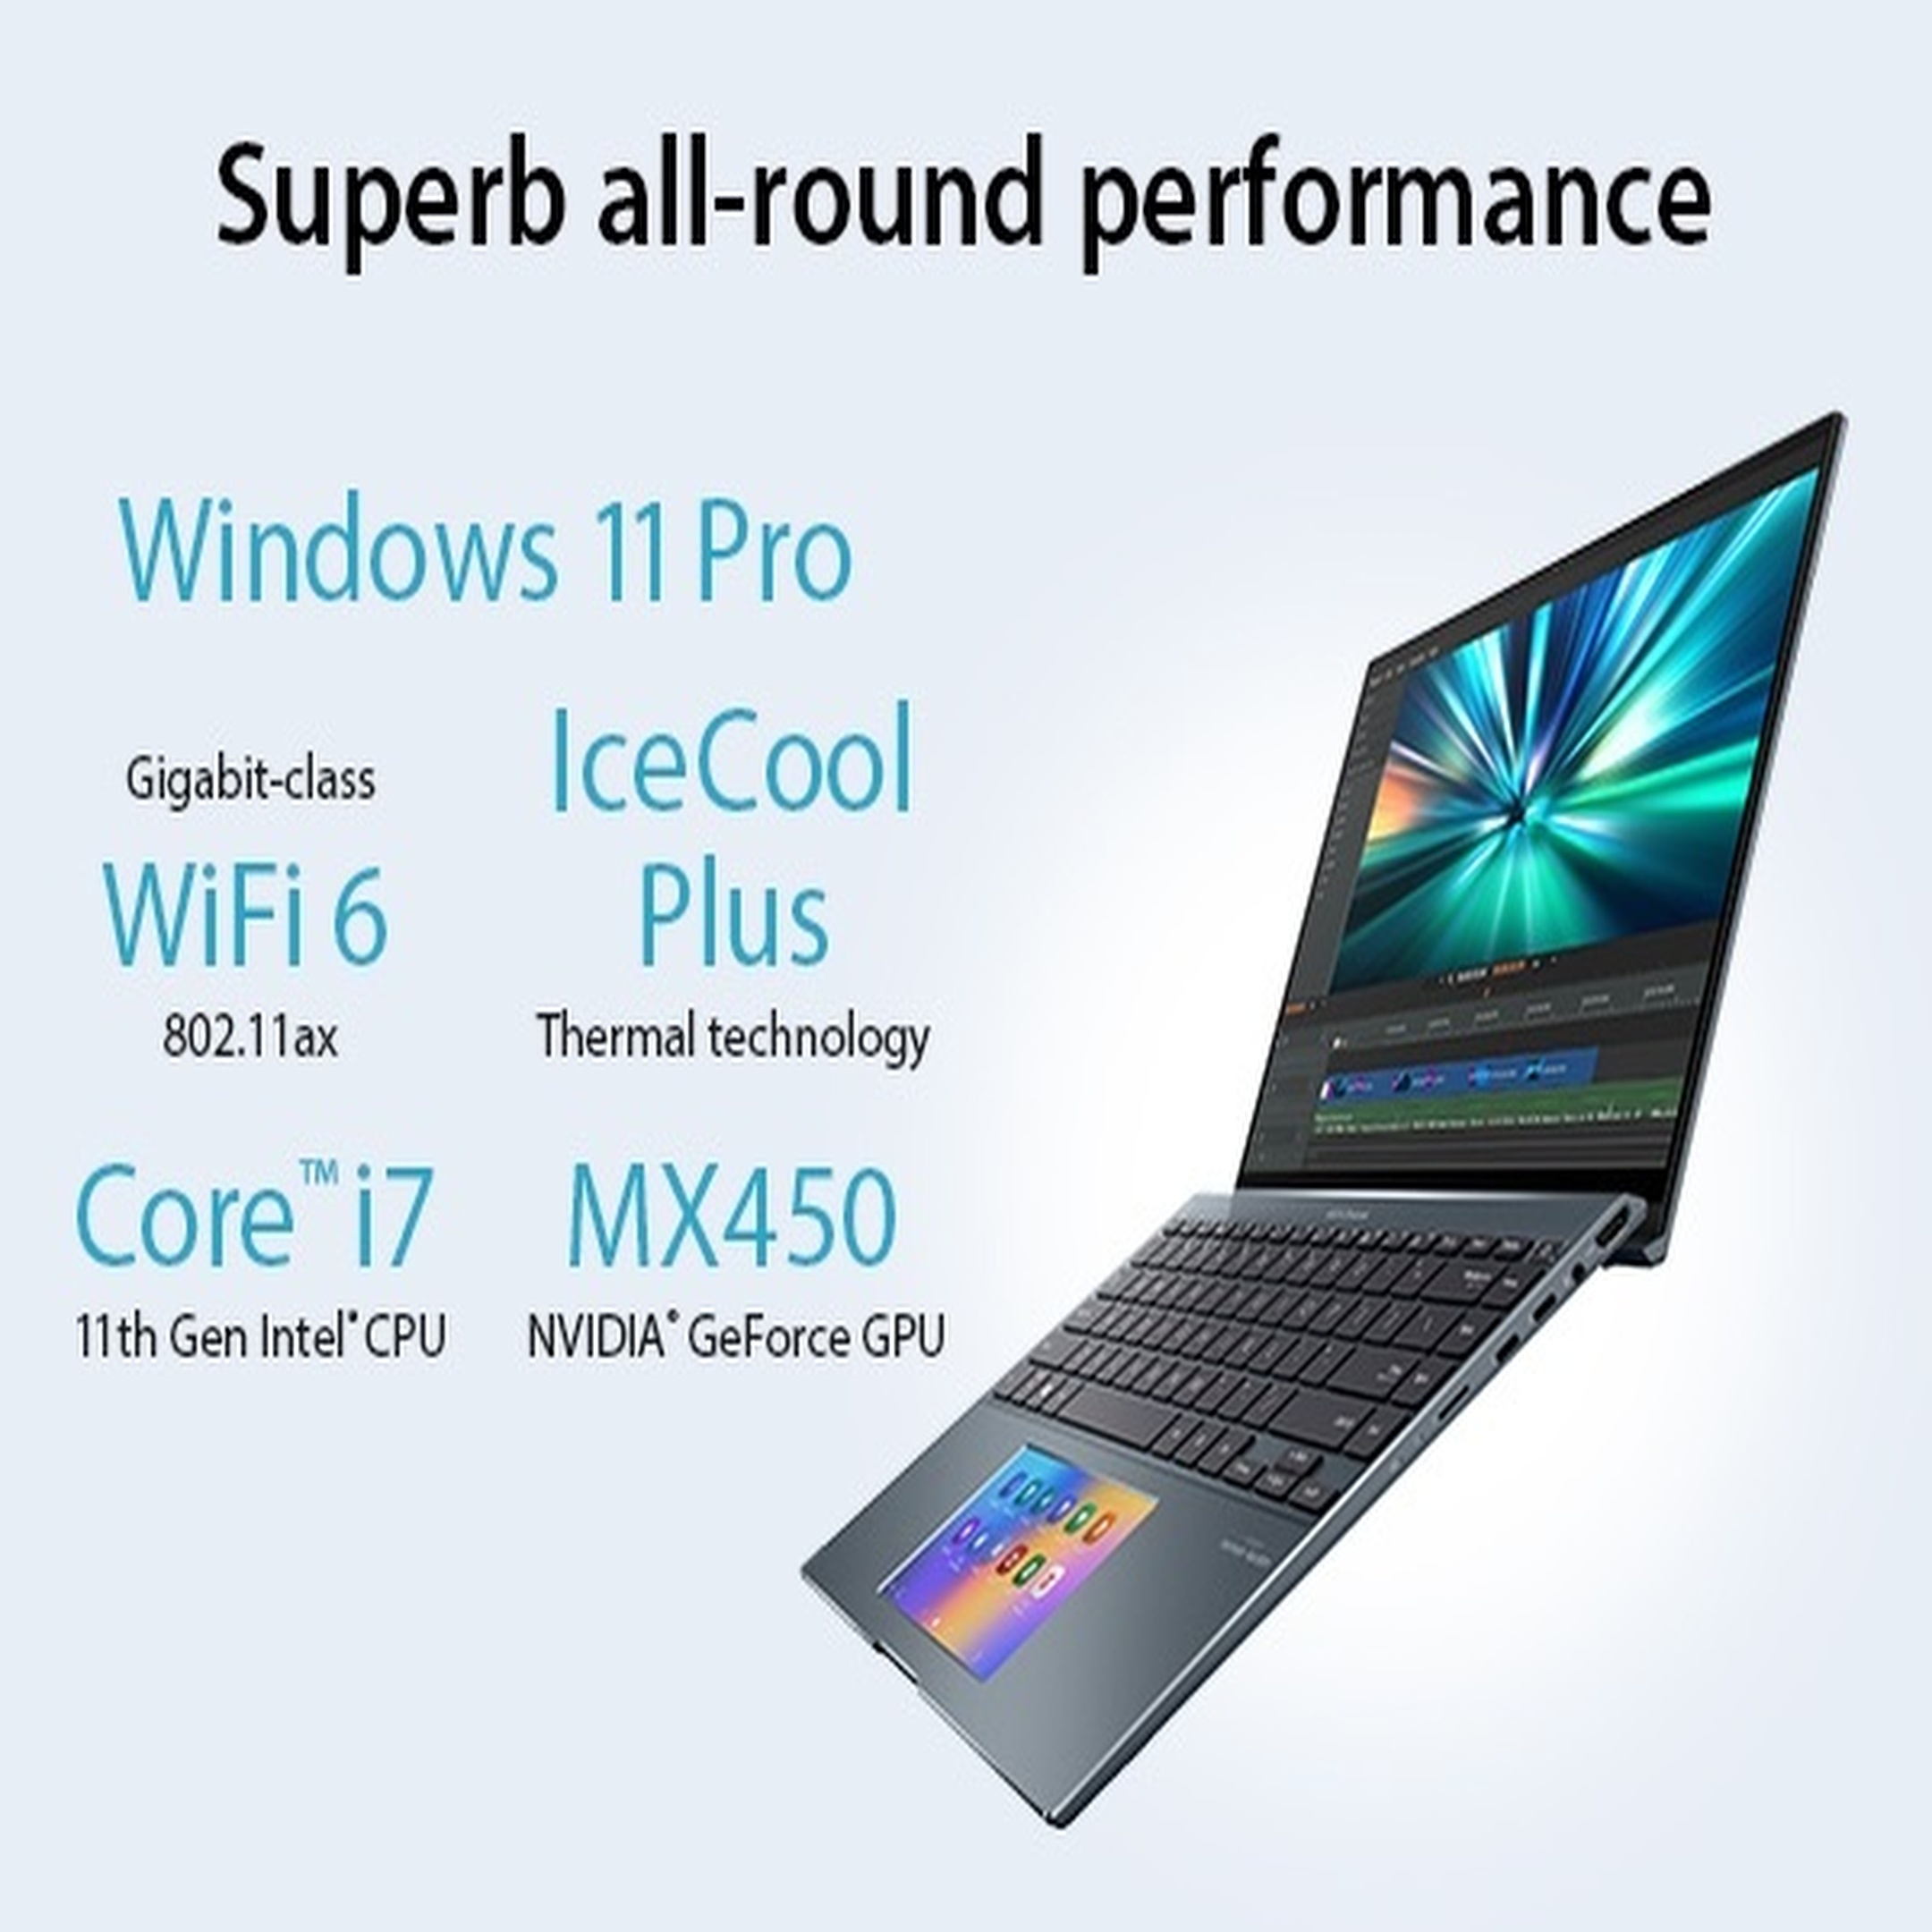 Superb all-round performance
Windows 11 Pro
Gigabit-class
WiFi 6
802.11ax
IceCool
Plus
Thermal technology
Core™ i7
11th Gen Intel® CPU
MX450
NVIDIA® GeForce GPU